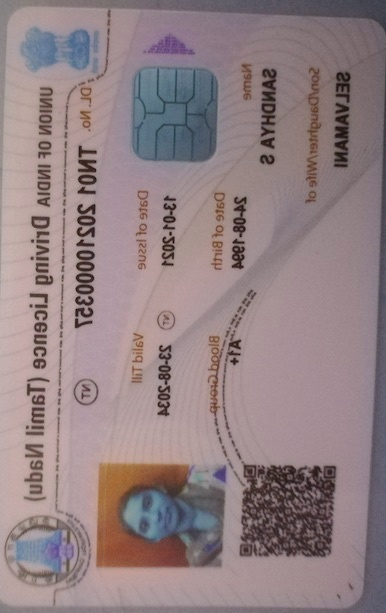 UNION OF INDIA Driving Licence (Tamil Nadu)
DL No. TN01 20210000357 NT
Date of Issue Valid Till
13-01-2021 NT 23-08-2034
Date of Birth Blood Group
24-08-1994 A1+
Name
SANDHYA S
Son/Daughter/Wife of
SELVAMANI